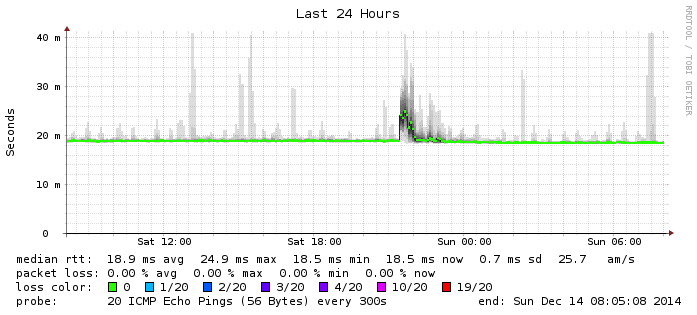 Last 24 Hours
RRDTOOL / TOBI OETIKER
Seconds
40 m
30 m
20 m
10 m
0
Sat 12:00 Sat 18:00 Sun 00:00 Sun 06:00
median rtt: 18.9 ms avg 24.9 ms max 18.5 ms min 18.5 ms now 0.7 ms sd 25.7 am/s
packet loss: 0.00 % avg 0.00 % max 0.00 % min 0.00 % now
loss color: 0 1/20 2/20 3/20 4/20 10/20 19/20
probe: 20 ICMP Echo Pings (56 Bytes) every 300s end: Sun Dec 14 08:05:08 2014